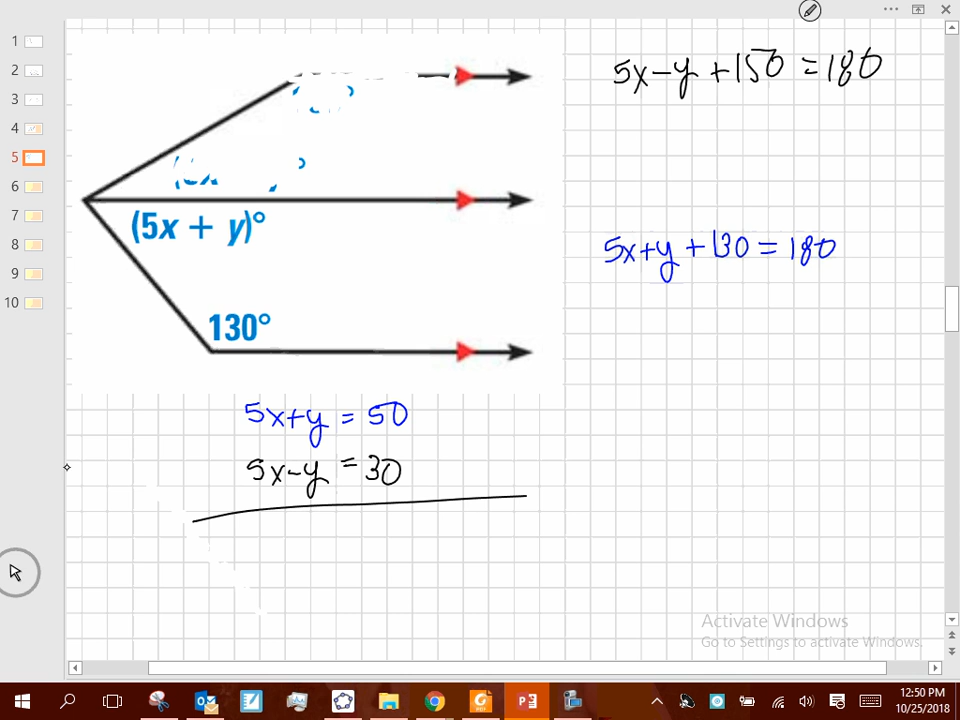 1
2
3
4
5
6
7
8
9
10
5x-y+150=180
(5x + y)°
5x+y+130=180
130°
5x+y = 50
5x-y = 30
Activate Windows
Go to Settings to activate Windows.
12:50 PM
10/25/2018